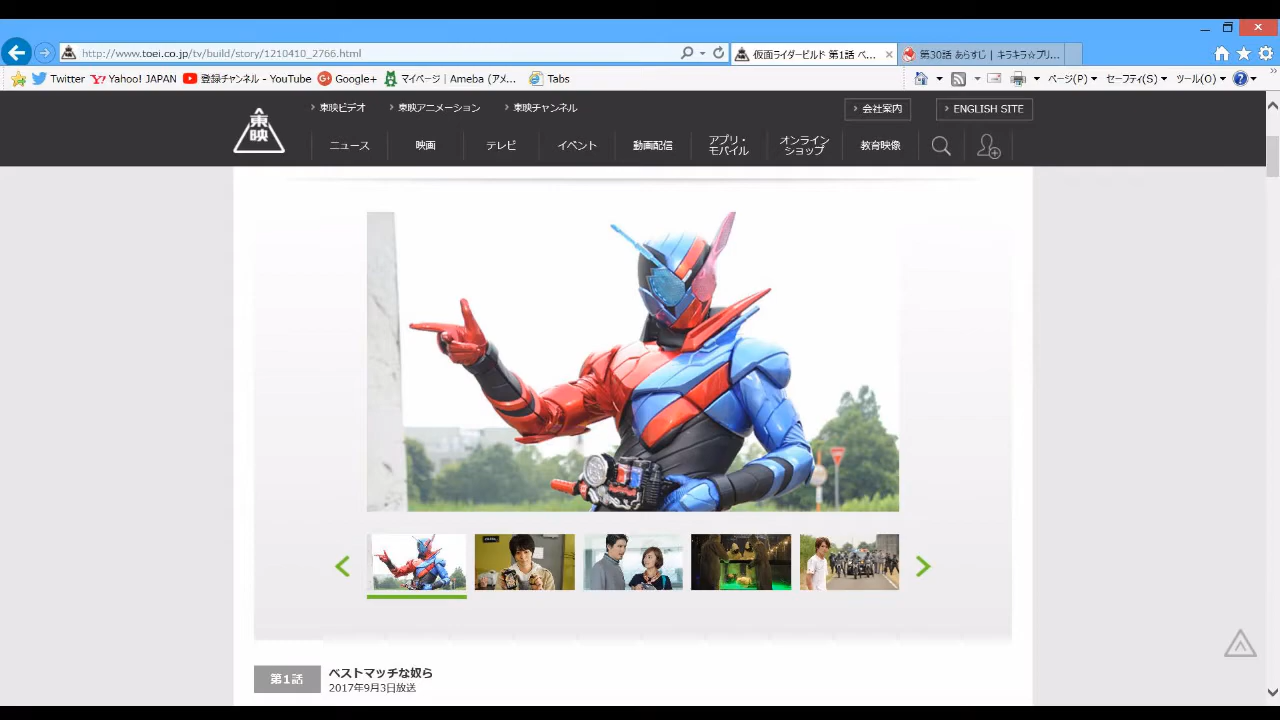 http://www.toei.co.jp/tv/build/story/1210410_2766.html
仮面ライダービルド 第1話 ベ...
第30話 あらすじ | キラキラ☆プリ...
Twitter
Yahoo! JAPAN
登録チャンネル - YouTube
Google+
マイページ | Ameba (アメ...
Tabs
ページ(P)
セーフティ(S)
ツール(O)
東映ビデオ
東映アニメーション
東映チャンネル
会社案内
ENGLISH SITE
東映
ニュース
映画
テレビ
イベント
動画配信
アプリ・
モバイル
オンライン
ショップ
教育映像
第1話
ベストマッチな奴ら
2017年9月3日放送